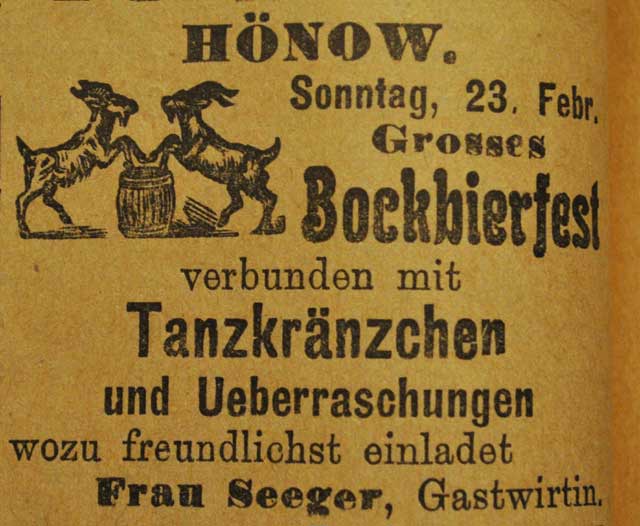 HÖNOW.
Sonntag, 23. Febr.
Grosses
Bockbierfest
verbunden mit
Tanzkränzchen
und Ueberraschungen
wozu freundlichst einladet
Frau Seeger, Gastwirtin.